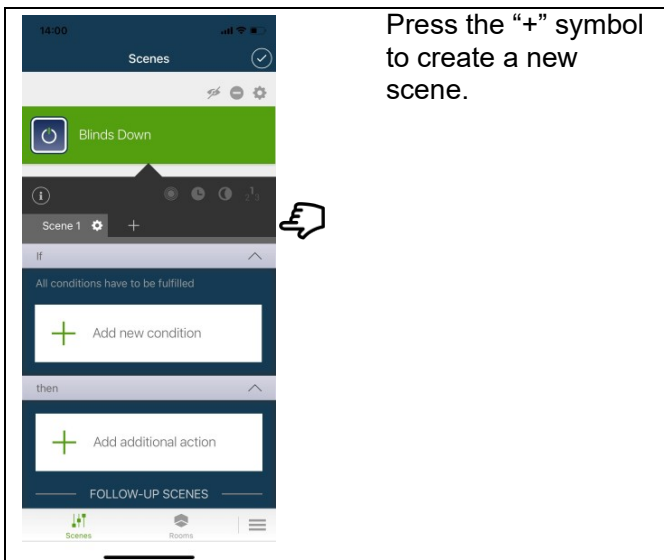 14:00
Scenes
Blinds Down
Scene 1 +
If
All conditions have to be fulfilled
+ Add new condition
then
+ Add additional action
FOLLOW-UP SCENES
Scenes Rooms
Press the “+” symbol
to create a new
scene.